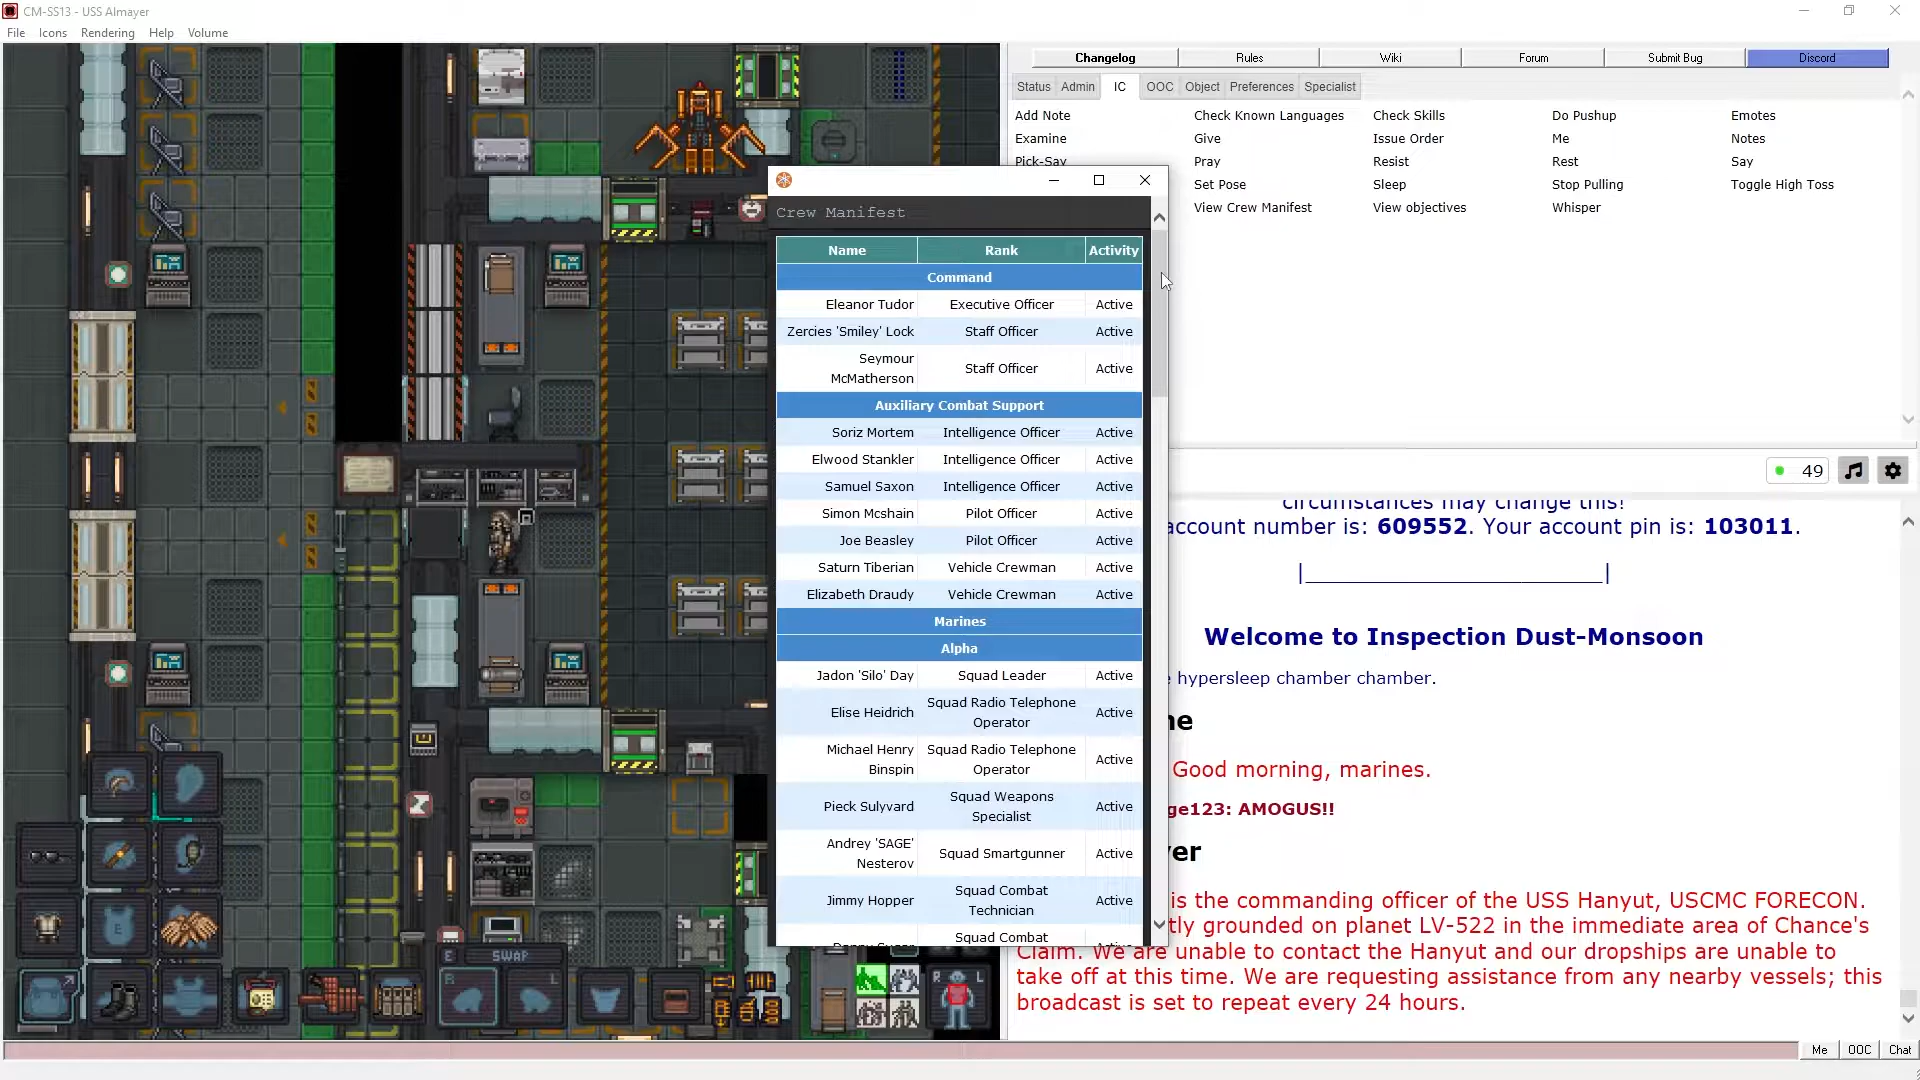 CM-SS13 - USS Almayer
File Icons Rendering Help Volume
Changelog Rules Wiki Forum Submit Bug Discord
Status Admin IC OOC Object Preferences Specialist
Add Note Check Known Languages Check Skills Do Pushup Emotes
Examine Give Issue Order Me Notes
Pick-Say Pray Resist Rest Say
Set Pose Sleep Stop Pulling Toggle High Toss
View Crew Manifest View objectives Whisper
Crew Manifest
Name Rank Activity
Command
Eleanor Tudor Executive Officer Active
Zercies 'Smiley' Lock Staff Officer Active
Seymour
McMatherson Staff Officer Active
Auxiliary Combat Support
Soriz Mortem Intelligence Officer Active
Elwood Stankler Intelligence Officer Active
Samuel Saxon Intelligence Officer Active
Simon Mcshain Pilot Officer Active
Joe Beasley Pilot Officer Active
Saturn Tiberian Vehicle Crewman Active
Elizabeth Draudy Vehicle Crewman Active
Marines
Alpha
Jadon 'Silo' Day Squad Leader Active
Elise Heidrich Squad Radio Telephone
Operator Active
Michael Henry
Binspin Squad Radio Telephone
Operator Active
Pieck Sulyvard Squad Weapons
Specialist Active
Andrey 'SAGE'
Nesterov Squad Smartgunner Active
Jimmy Hopper Squad Combat
Technician Active
Squad Combat
49
circumstances may change this!
account number is: 609552. Your account pin is: 103011.
|______________________|
Welcome to Inspection Dust-Monsoon
hypersleep chamber chamber.
Good morning, marines.
ge123: AMOGUS!!
is the commanding officer of the USS Hanyut, USCMC FORECON.
tly grounded on planet LV-522 in the immediate area of Chance's
Claim. We are unable to contact the Hanyut and our dropships are unable to
take off at this time. We are requesting assistance from any nearby vessels; this
broadcast is set to repeat every 24 hours.
E SWAP
R L
R L
E
Me OOC Chat